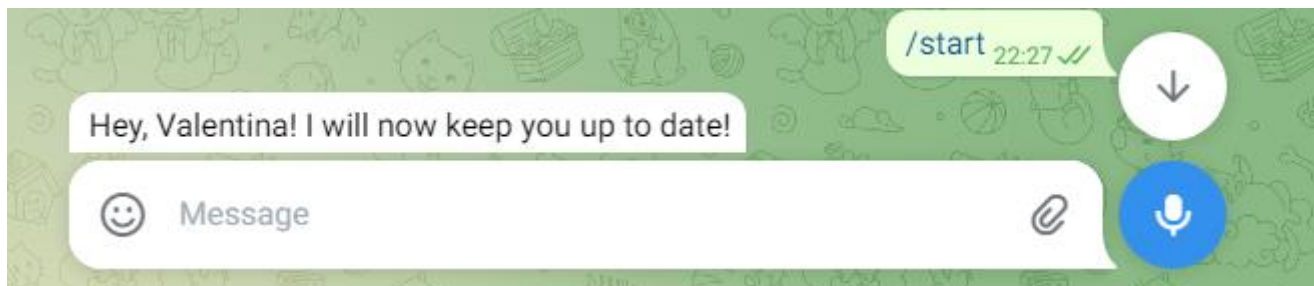 /start 22:27
Hey, Valentina! I will now keep you up to date!
Message